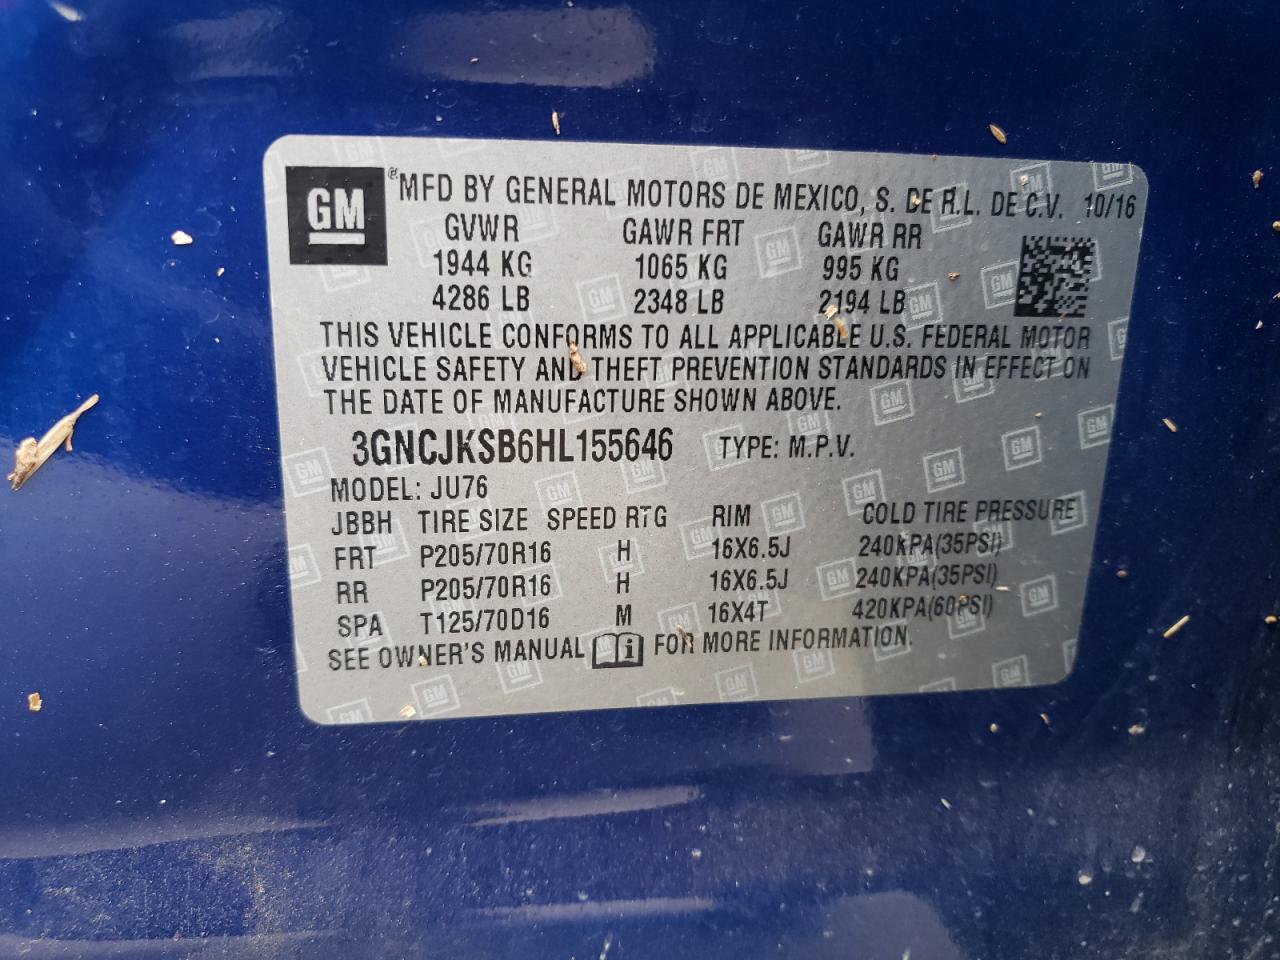 GM
® MFD BY GENERAL MOTORS DE MEXICO, S. DE R.L. DE C.V. 10/16
GVWR GAWR FRT GAWR RR
1944 KG 1065 KG 995 KG
4286 LB 2348 LB 2194 LB
THIS VEHICLE CONFORMS TO ALL APPLICABLE U.S. FEDERAL MOTOR
VEHICLE SAFETY AND THEFT PREVENTION STANDARDS IN EFFECT ON
THE DATE OF MANUFACTURE SHOWN ABOVE.
3GNCJKSB6HL155646 TYPE: M.P.V.
MODEL: JU76
JBBH TIRE SIZE SPEED RTG RIM COLD TIRE PRESSURE
FRT P205/70R16 H 16X6.5J 240KPA(35PSI)
RR P205/70R16 H 16X6.5J 240KPA(35PSI)
SPA T125/70D16 M 16X4T 420KPA(60PSI)
SEE OWNER'S MANUAL i FOR MORE INFORMATION.